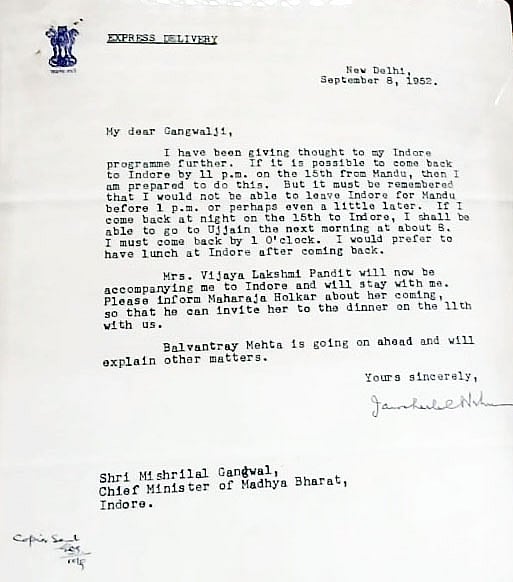 EXPRESS DELIVERY
New Delhi,
September 8, 1952.
My dear Gangwalji,
I have been giving thought to my Indore
programme further. If it is possible to come back
to Indore by 11 p.m. on the 15th from Mandu, then I
am prepared to do this. But it must be remembered
that I would not be able to leave Indore for Mandu
before 1 p.m. or perhaps even a little later. If I
come back at night on the 15th to Indore, I shall be
able to go to Ujjain the next morning at about 8.
I must come back by 1 O'clock. I would prefer to
have lunch at Indore after coming back.
Mrs. Vijaya Lakshmi Pandit will now be
accompanying me to Indore and will stay with me.
Please inform Maharaja Holkar about her coming,
so that he can invite her to the dinner on the 11th
with us.
Balvantray Mehta is going on ahead and will
explain other matters.
Yours sincerely,
Jawaharlal Nehru
Shri Mishrilal Gangwal,
Chief Minister of Madhya Bharat,
Indore.
Copies Sent